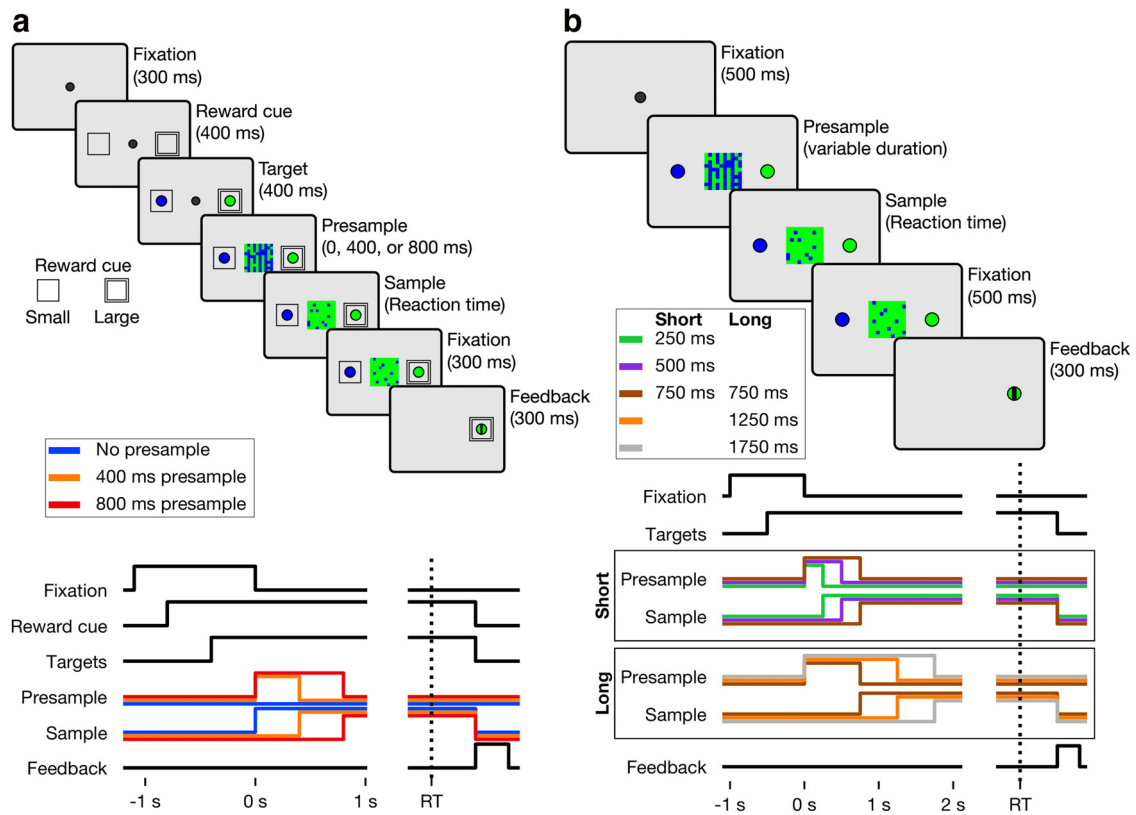 a
Fixation
(300 ms)
Reward cue
(400 ms)
Target
(400 ms)
Presample
(0, 400, or 800 ms)
Sample
(Reaction time)
Fixation
(300 ms)
Feedback
(300 ms)
Reward cue
Small Large
No presample
400 ms presample
800 ms presample
Fixation
Reward cue
Targets
Presample
Sample
Feedback
-1 s 0 s 1 s RT
b
Fixation
(500 ms)
Presample
(variable duration)
Sample
(Reaction time)
Fixation
(500 ms)
Feedback
(300 ms)
Short Long
250 ms
500 ms
750 ms 750 ms
1250 ms
1750 ms
Fixation
Targets
Short
Presample
Sample
Long
Presample
Sample
Feedback
-1 s 0 s 1 s 2 s RT